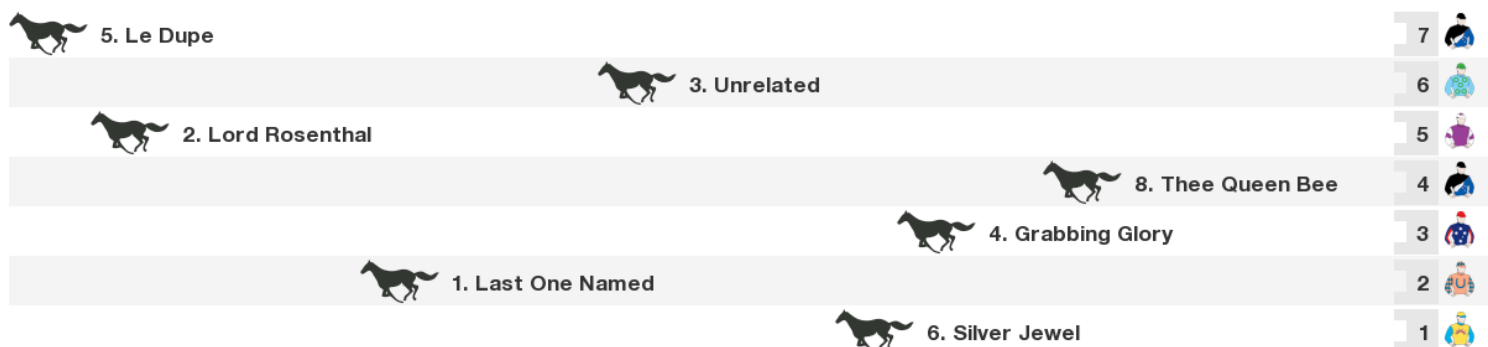 5. Le Dupe 7
3. Unrelated 6
2. Lord Rosenthal 5
8. Thee Queen Bee 4
4. Grabbing Glory 3
1. Last One Named 2
6. Silver Jewel 1